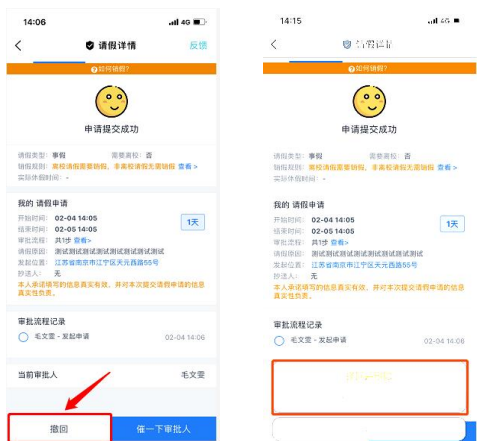 14:06
4G
请假详情
反馈
如何销假?
申请提交成功
请假类型: 事假 需要离校: 否
销假规则: 离校请假需要销假, 非离校请假无需销假 查看>
实际休假时间: -
我的 请假申请
开始时间: 02-04 14:05
结束时间: 02-05 14:05
1天
审批流程: 共1步 查看>
请假原因: 测试测试测试测试测试测试测试
发起位置: 江苏省南京市江宁区天元西路55号
抄送人: 无
本人承诺填写的信息真实有效, 并对本次提交请假申请的信息
真实性负责。
审批流程记录
毛文雯 - 发起申请 02-04 14:06
当前审批人 毛文雯
撤回
催一下审批人
14:15
4G
如何销假?
申请提交成功
请假类型: 事假 需要离校: 否
销假规则: 离校请假需要销假, 非离校请假无需销假 查看>
实际休假时间: -
我的 请假申请
开始时间: 02-04 14:05
结束时间: 02-05 14:05
1天
审批流程: 共1步 查看>
请假原因: 测试测试测试测试测试测试测试
发起位置: 江苏省南京市江宁区天元西路55号
抄送人: 无
本人承诺填写的信息真实有效, 并对本次提交请假申请的信息
真实性负责。
审批流程记录
毛文雯 - 发起申请 02-04 14:06